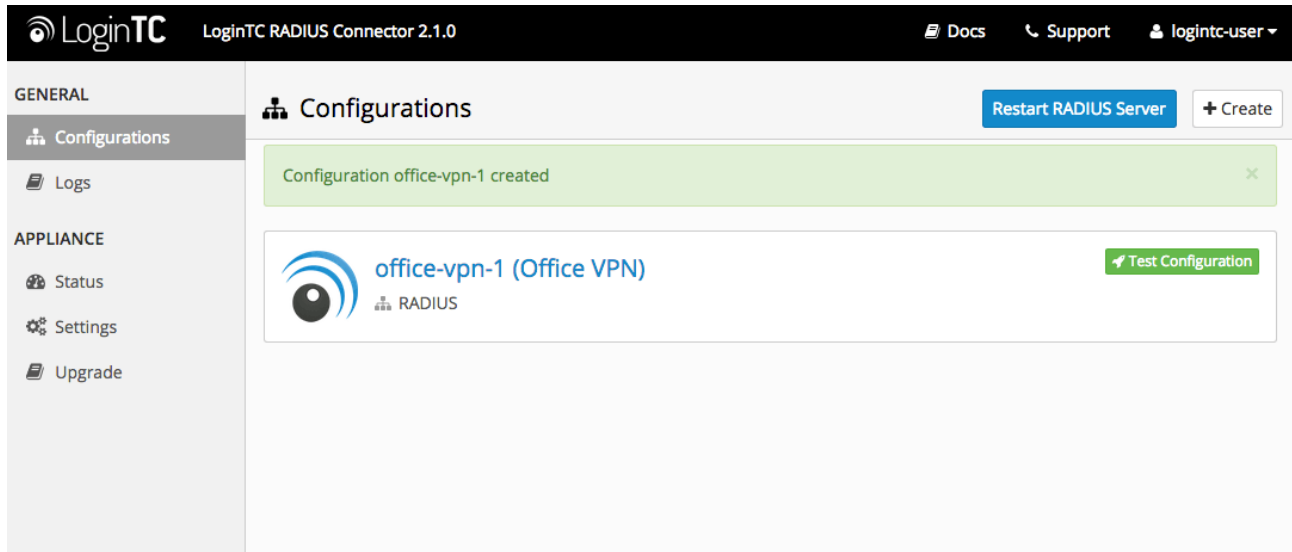 LoginTC LoginTC RADIUS Connector 2.1.0 Docs Support logintc-user
GENERAL
Configurations
Logs
APPLIANCE
Status
Settings
Upgrade
Configurations Restart RADIUS Server + Create
Configuration office-vpn-1 created ×
office-vpn-1 (Office VPN) Test Configuration
RADIUS